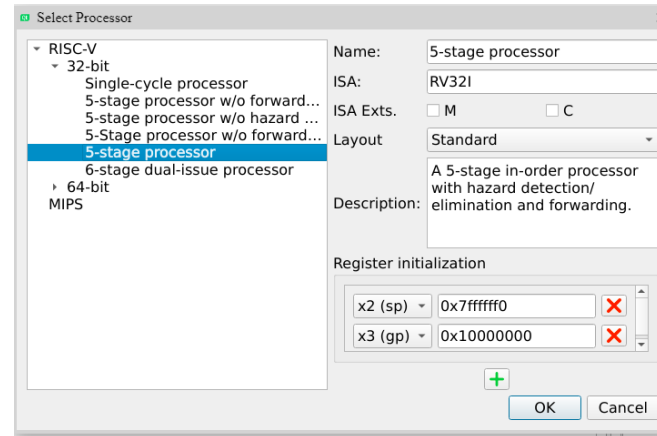 Select Processor
RISC-V
32-bit
Single-cycle processor
5-stage processor w/o forward...
5-stage processor w/o hazard ...
5-Stage processor w/o forward...
5-stage processor
6-stage dual-issue processor
64-bit
MIPS
Name: 5-stage processor
ISA: RV32I
ISA Exts. M C
Layout Standard
Description: A 5-stage in-order processor
with hazard detection/
elimination and forwarding.
Register initialization
x2 (sp) 0x7ffffff0
x3 (gp) 0x10000000
OK Cancel